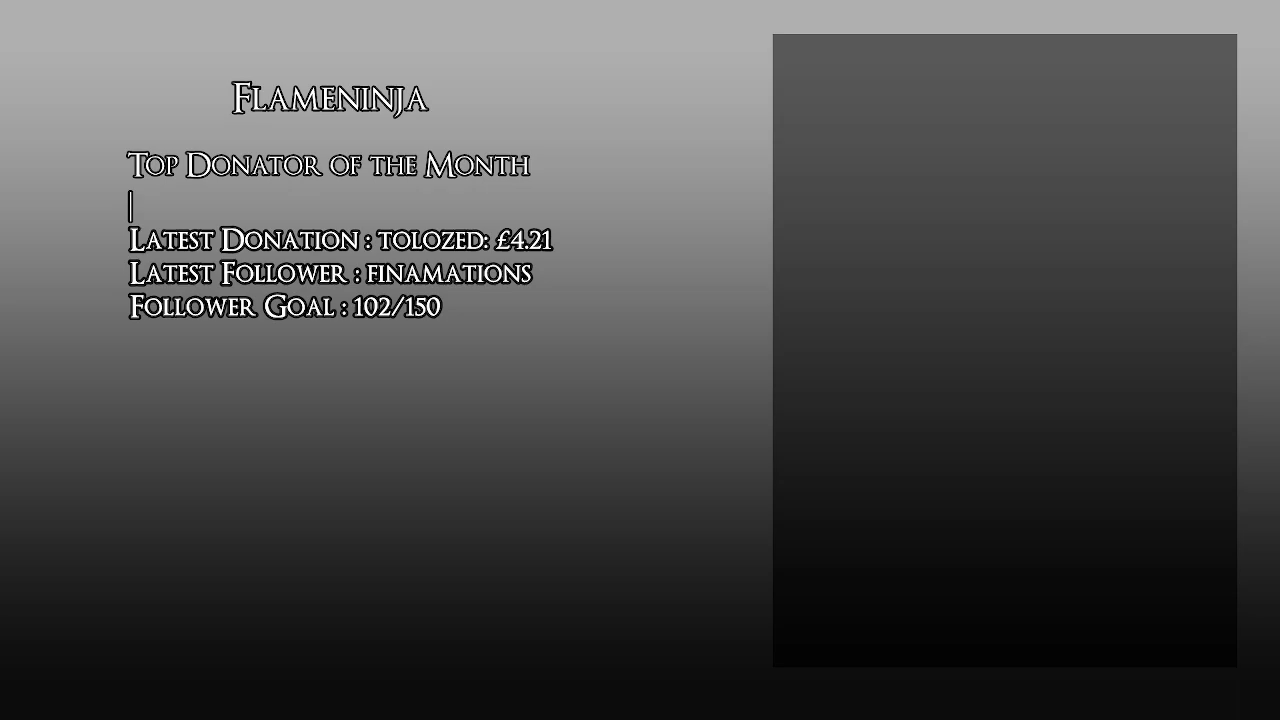 Flameninja
Top Donator of the Month
|
Latest Donation : tolozed: £4.21
Latest Follower : finamations
Follower Goal : 102/150